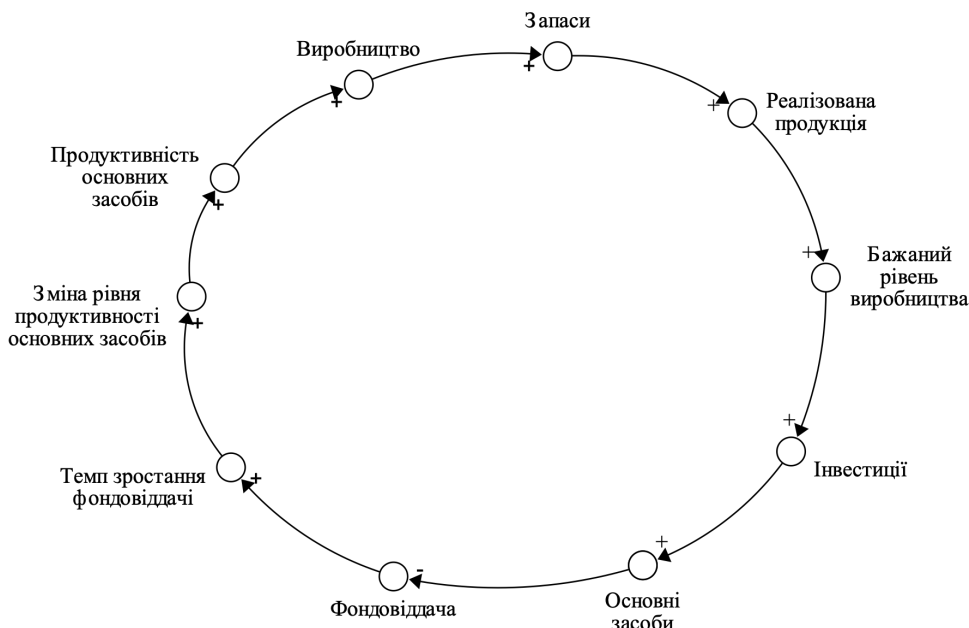 Запаси
+
Виробництво
+
Реалізована
продукція
+
Продуктивність
основних
засобів
+
Бажаний
рівень
виробництва
+
Зміна рівня
продуктивності
основних засобів
+
Інвестиції
+
Темп зростання
фондовіддачі
+
Основні
засоби
+
Фондовіддача
-